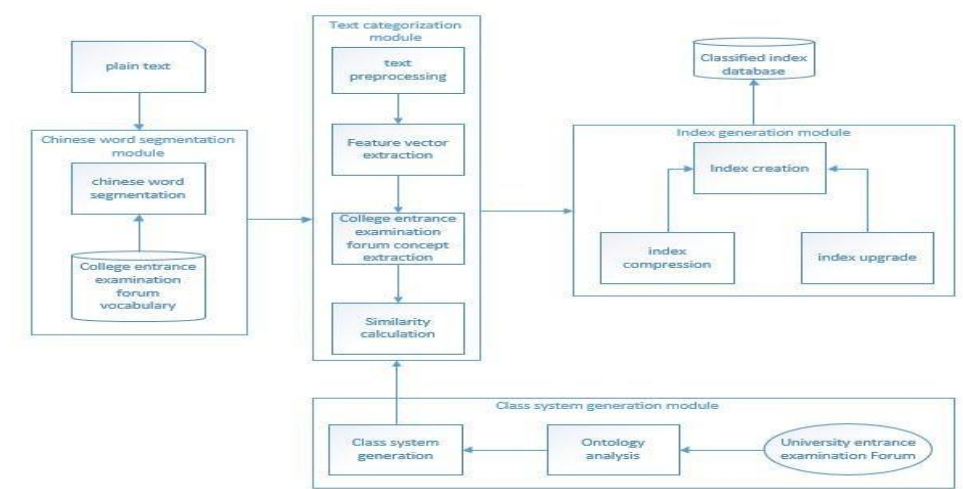 plain text
Chinese word segmentation
module
chinese word
segmentation
College entrance
examination
forum
vocabulary
Text categorization
module
text
preprocessing
Feature vector
extraction
College entrance
examination
forum concept
extraction
Similarity
calculation
Classified index
database
Index generation module
Index creation
index
compression
index upgrade
Class system generation module
Class system
generation
Ontology
analysis
University entrance
examination Forum